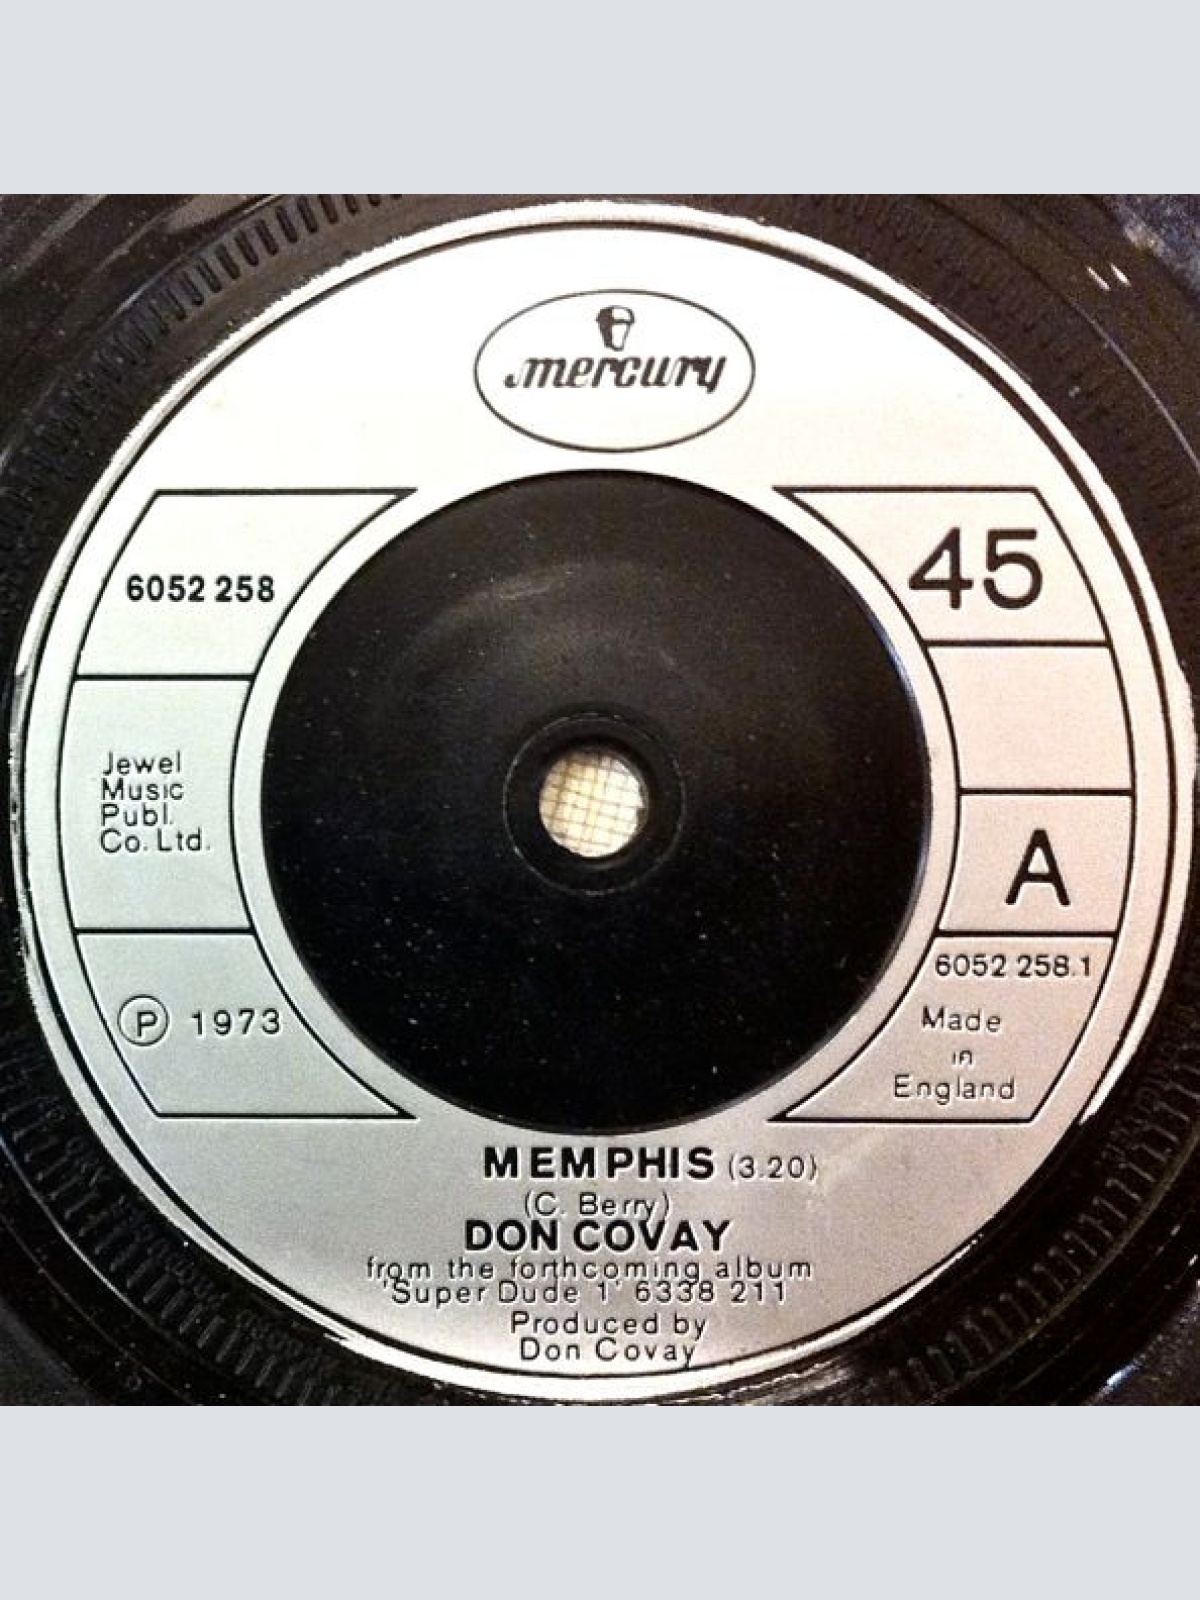 mercury
6052 258
45
Jewel
Music
Publ.
Co. Ltd.
A
6052 258.1
Made
in
England
P 1973
MEMPHIS (3.20)
(C. Berry)
DON COVAY
from the forthcoming album
'Super Dude 1' 6338 211
Produced by
Don Covay